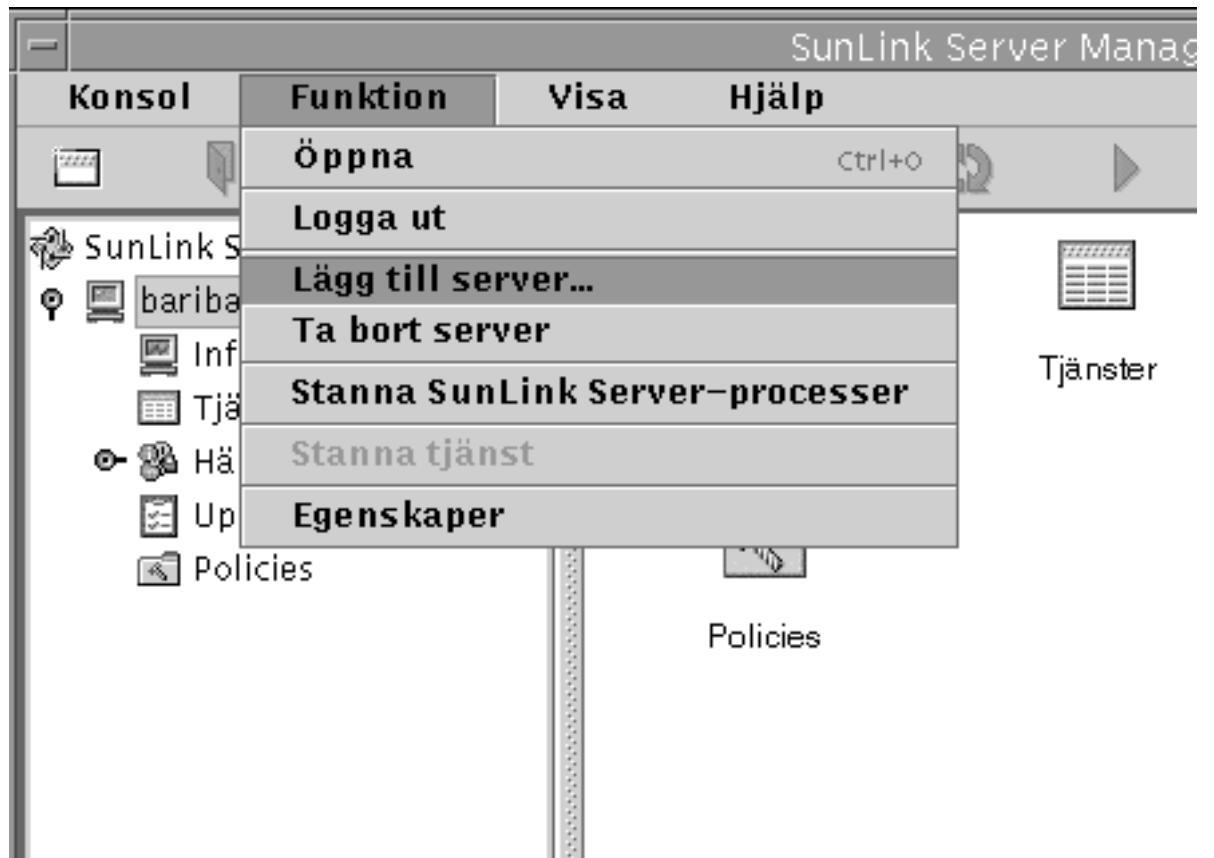 SunLink Server Manag
Konsol Funktion Visa Hjälp
Öppna Ctrl+O
Logga ut
Lägg till server...
Ta bort server
Stanna SunLink Server-processer
Stanna tjänst
Egenskaper
SunLink S
bariba
Inf
Tjä
Hä
Up
Policies
Tjänster
Policies